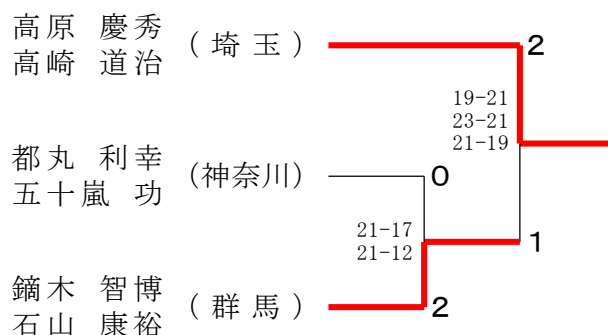 高原 慶秀
高崎 道治
(埼玉)
2
19-21
23-21
21-19
都丸 利幸
五十嵐 功
(神奈川)
0
21-17
21-12
1
鏑木 智博
石山 康裕
(群馬)
2